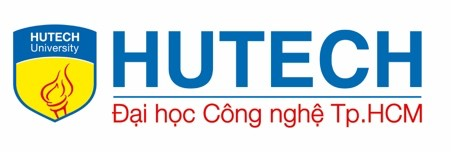 HUTECH
University
HUTECH
Đại học Công nghệ Tp.HCM